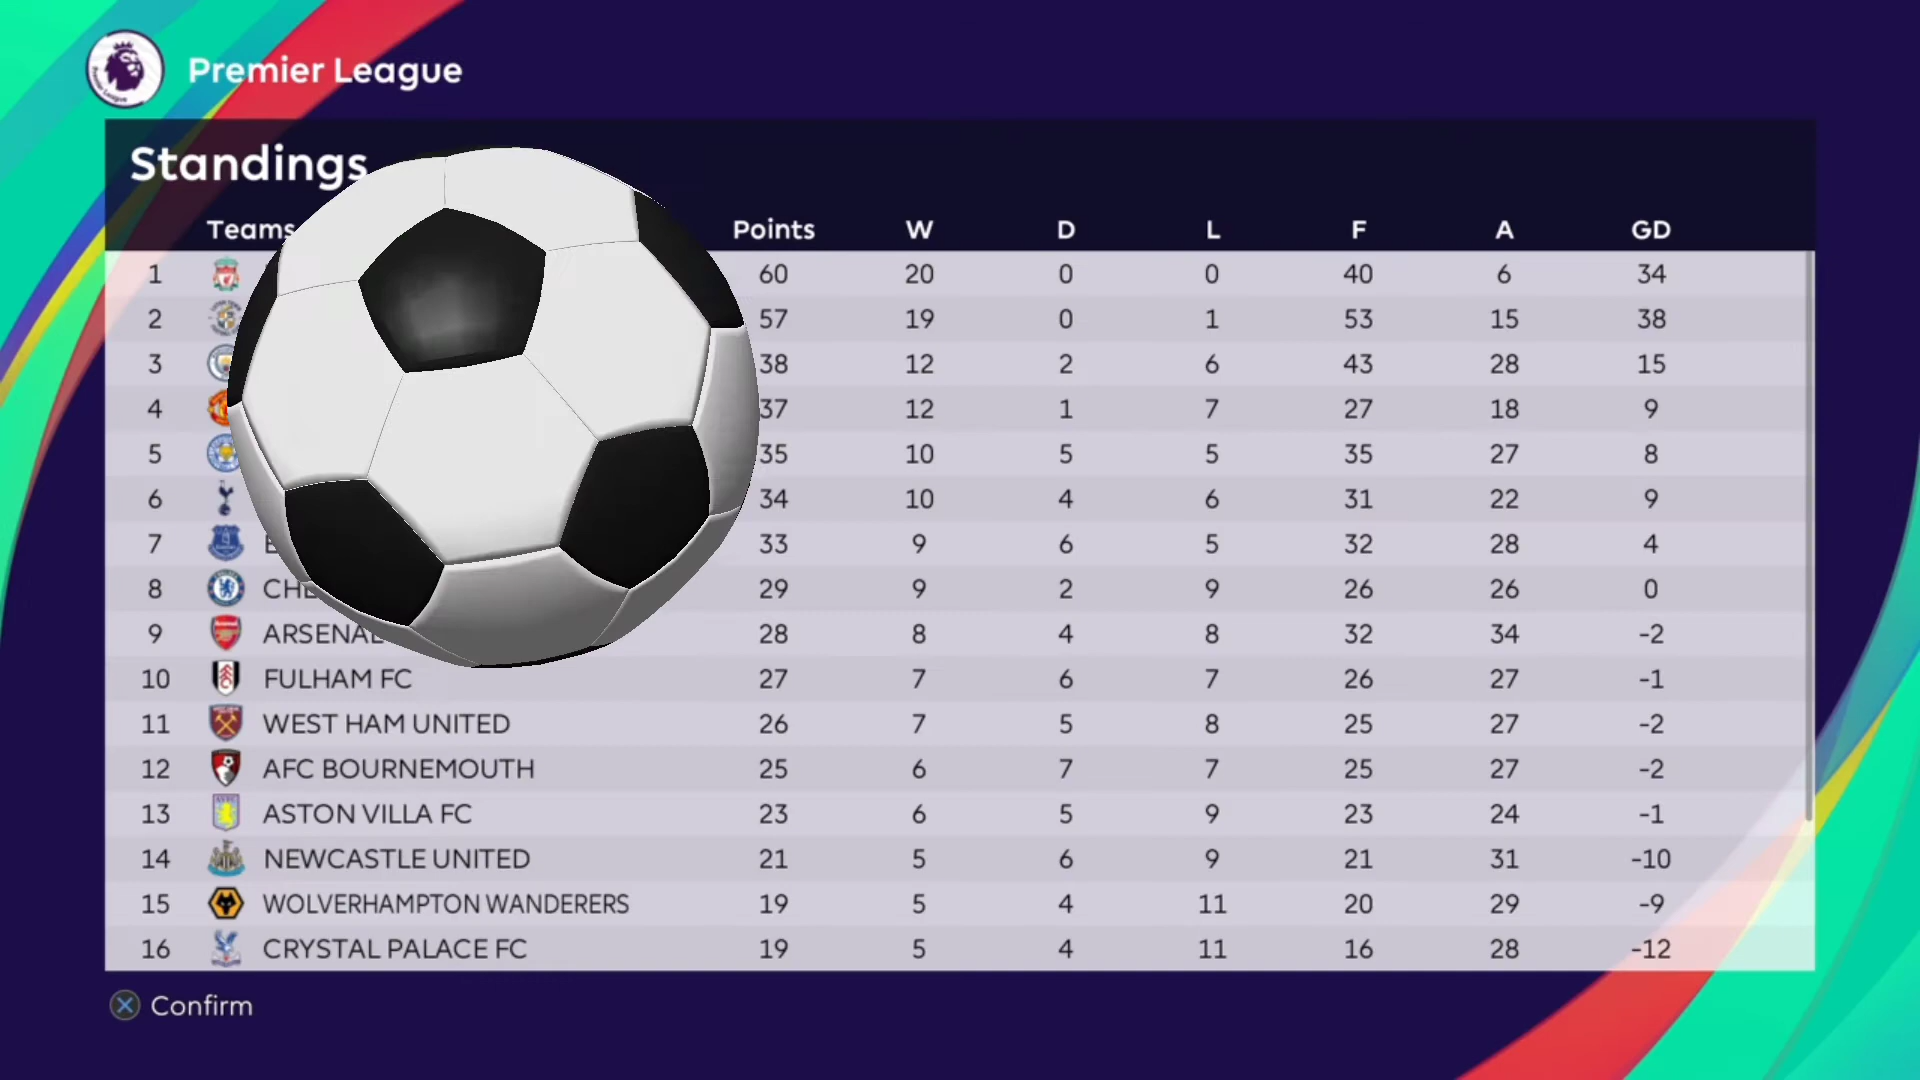 Premier League
Standings
Teams Points W D L F A GD
1 60 20 0 0 40 6 34
2 57 19 0 1 53 15 38
3 38 12 2 6 43 28 15
4 37 12 1 7 27 18 9
5 35 10 5 5 35 27 8
6 34 10 4 6 31 22 9
7 33 9 6 5 32 28 4
8 29 9 2 9 26 26 0
9 ARSENAL 28 8 4 8 32 34 -2
10 FULHAM FC 27 7 6 7 26 27 -1
11 WEST HAM UNITED 26 7 5 8 25 27 -2
12 AFC BOURNEMOUTH 25 6 7 7 25 27 -2
13 ASTON VILLA FC 23 6 5 9 23 24 -1
14 NEWCASTLE UNITED 21 5 6 9 21 31 -10
15 WOLVERHAMPTON WANDERERS 19 5 4 11 20 29 -9
16 CRYSTAL PALACE FC 19 5 4 11 16 28 -12
Confirm